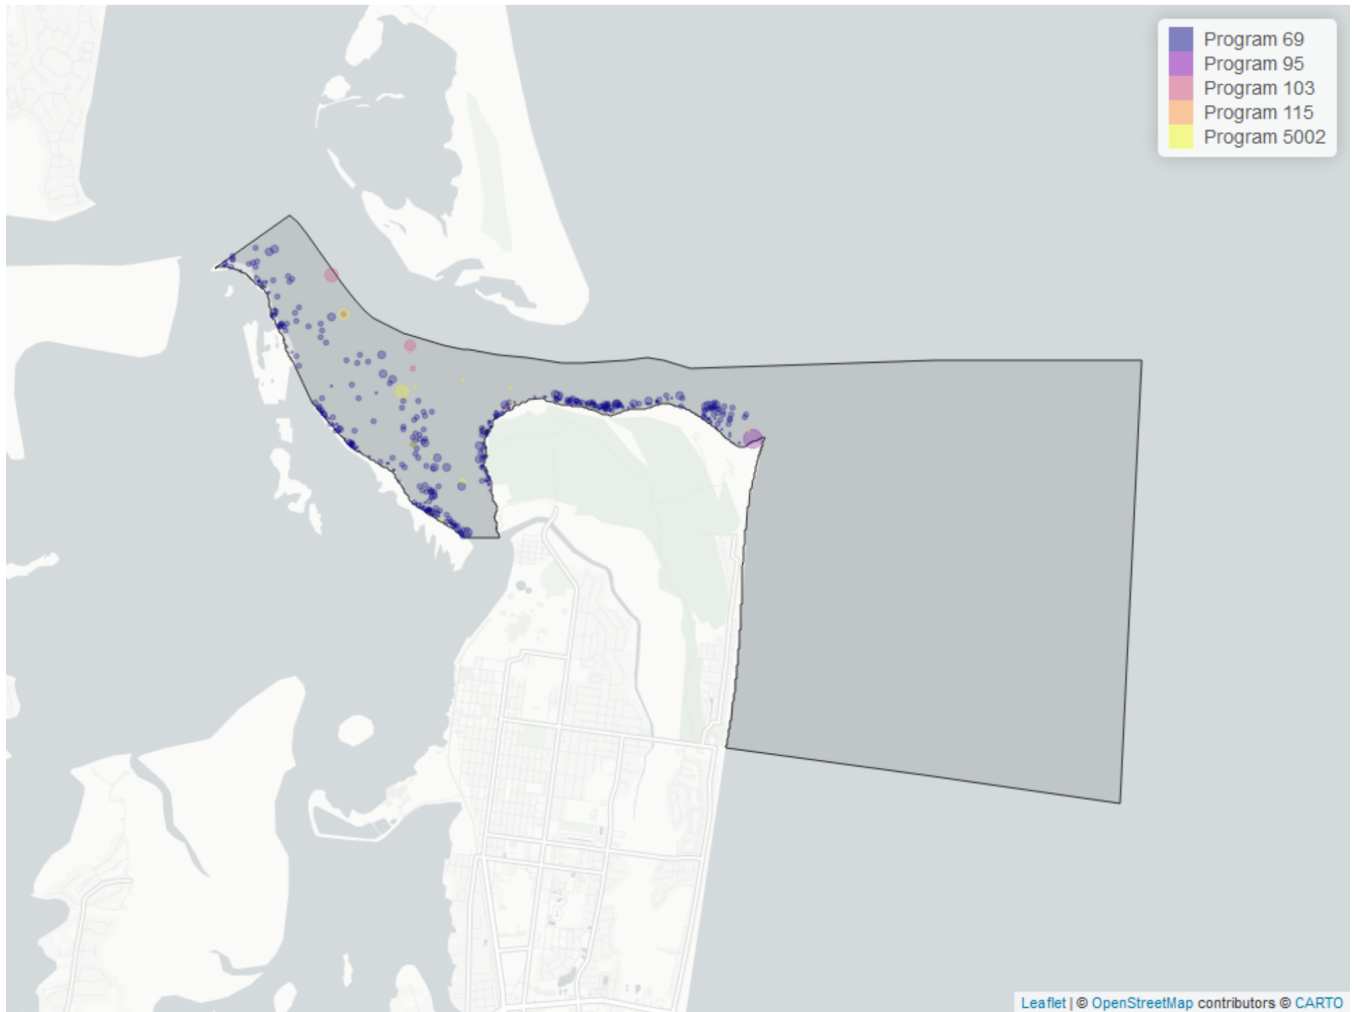 Program 69
Program 95
Program 103
Program 115
Program 5002
Leaflet | © OpenStreetMap contributors © CARTO